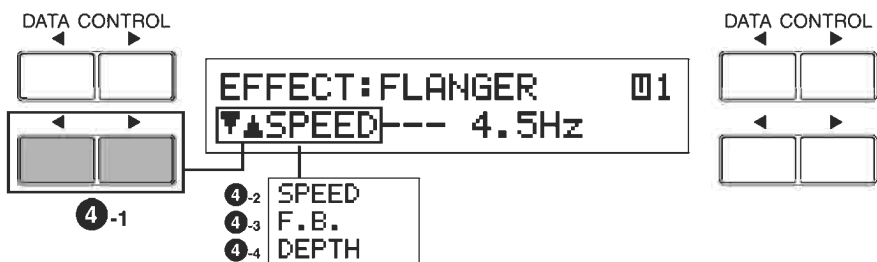 DATA CONTROL
◀ ▶
DATA CONTROL
◀ ▶
EFFECT:FLANGER 1
▼▲SPEED--- 4.5Hz
◀ ▶
◀ ▶
4-1
4-2 SPEED
4-3 F.B.
4-4 DEPTH